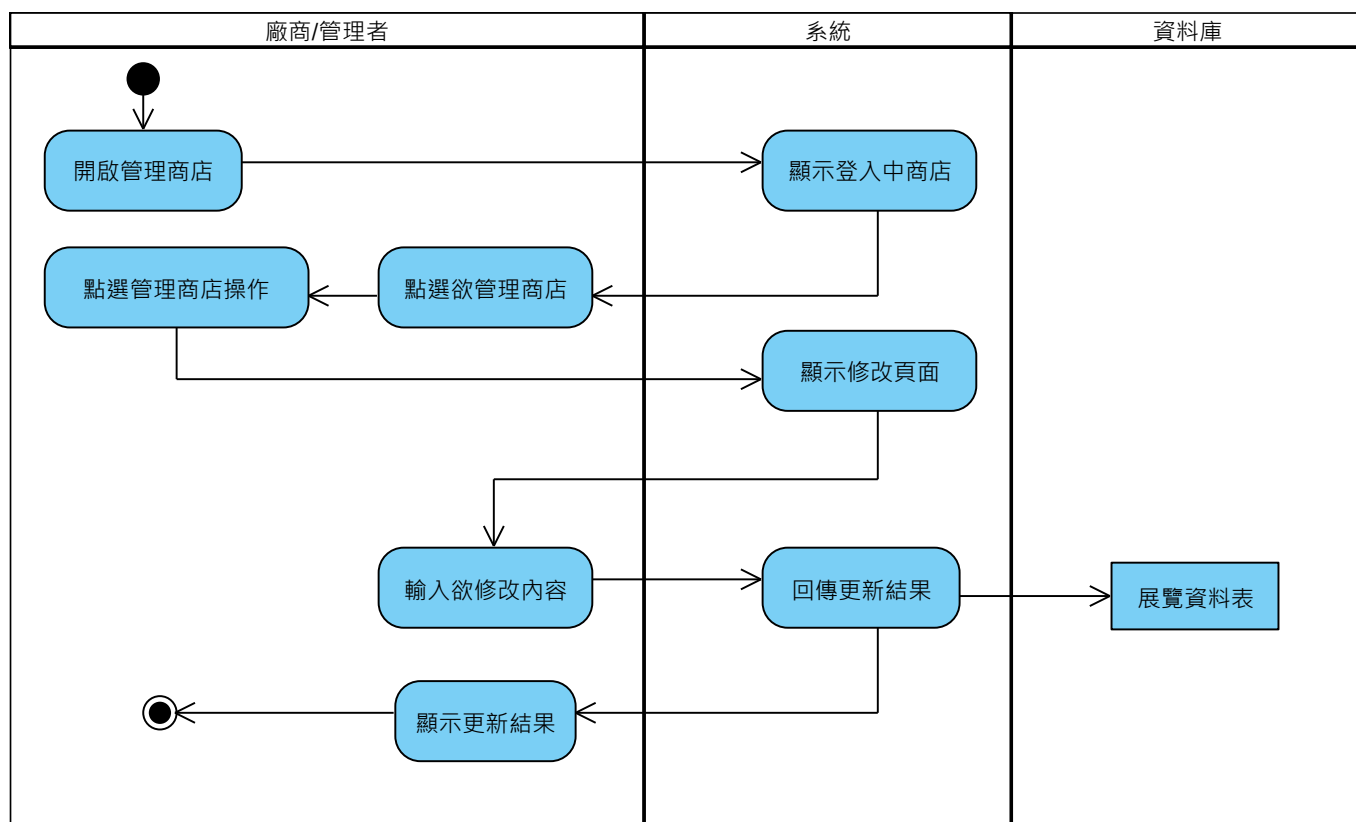 廠商/管理者
系統
資料庫
開啟管理商店
顯示登入中商店
點選管理商店操作
點選欲管理商店
顯示修改頁面
輸入欲修改內容
回傳更新結果
展覽資料表
顯示更新結果